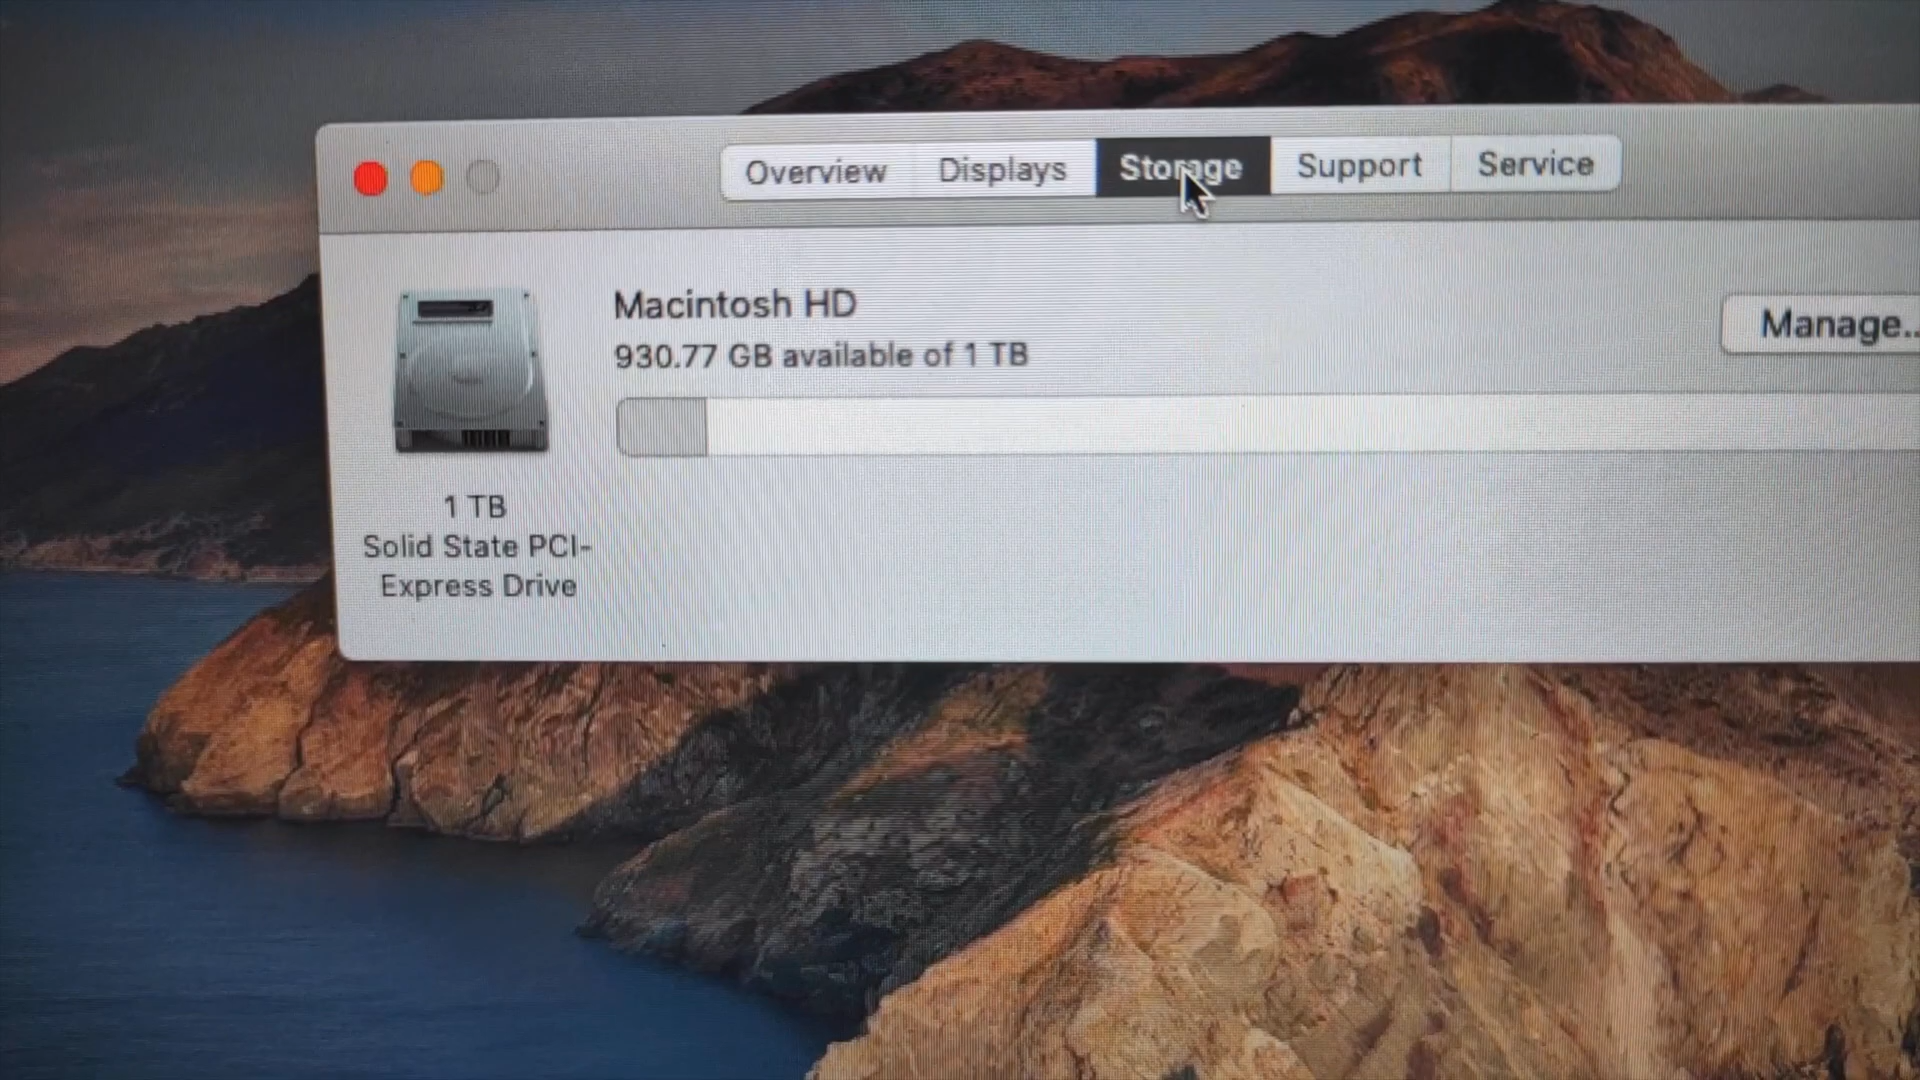 Overview Displays Storage Support Service
Macintosh HD
930.77 GB available of 1 TB
Manage..
1 TB
Solid State PCI-
Express Drive